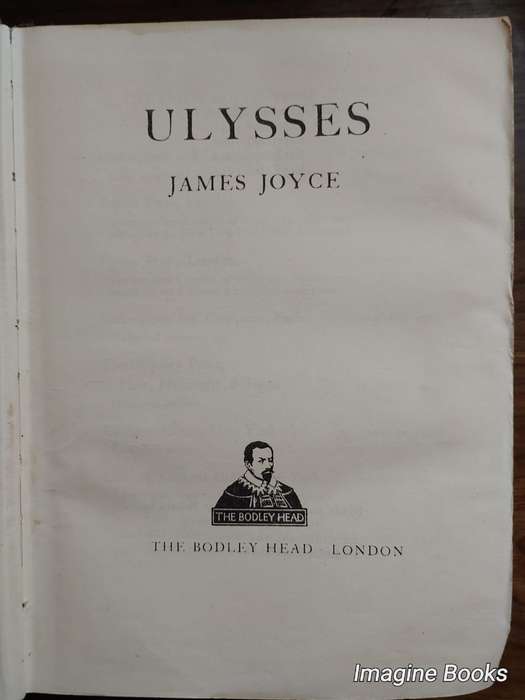 ULYSSES
JAMES JOYCE
THE BODLEY HEAD
THE BODLEY HEAD · LONDON
Imagine Books